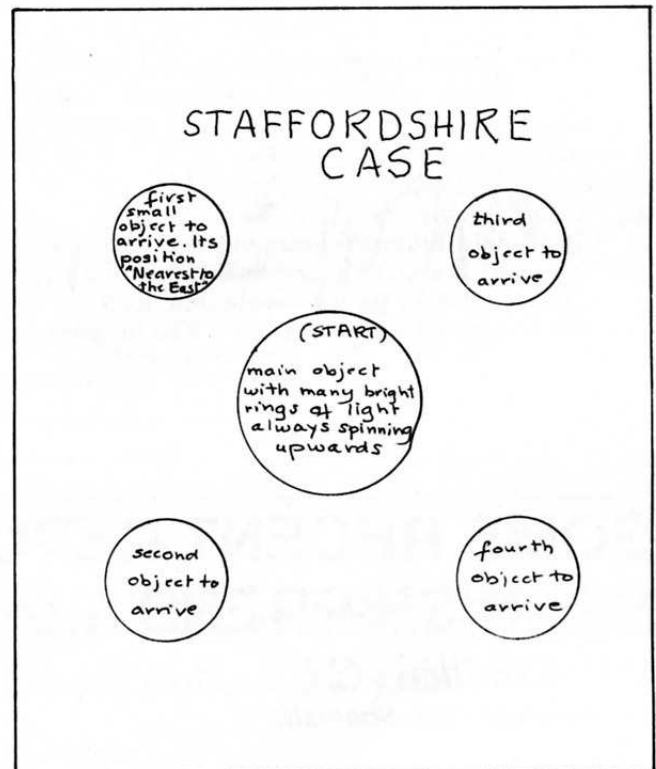 STAFFORDSHIRE
CASE
first
small
object to
arrive. Its
position
"Nearest to
the East"
third
object to
arrive
(START)
main object
with many bright
rings of light
always spinning
upwards
second
object to
arrive
fourth
object to
arrive